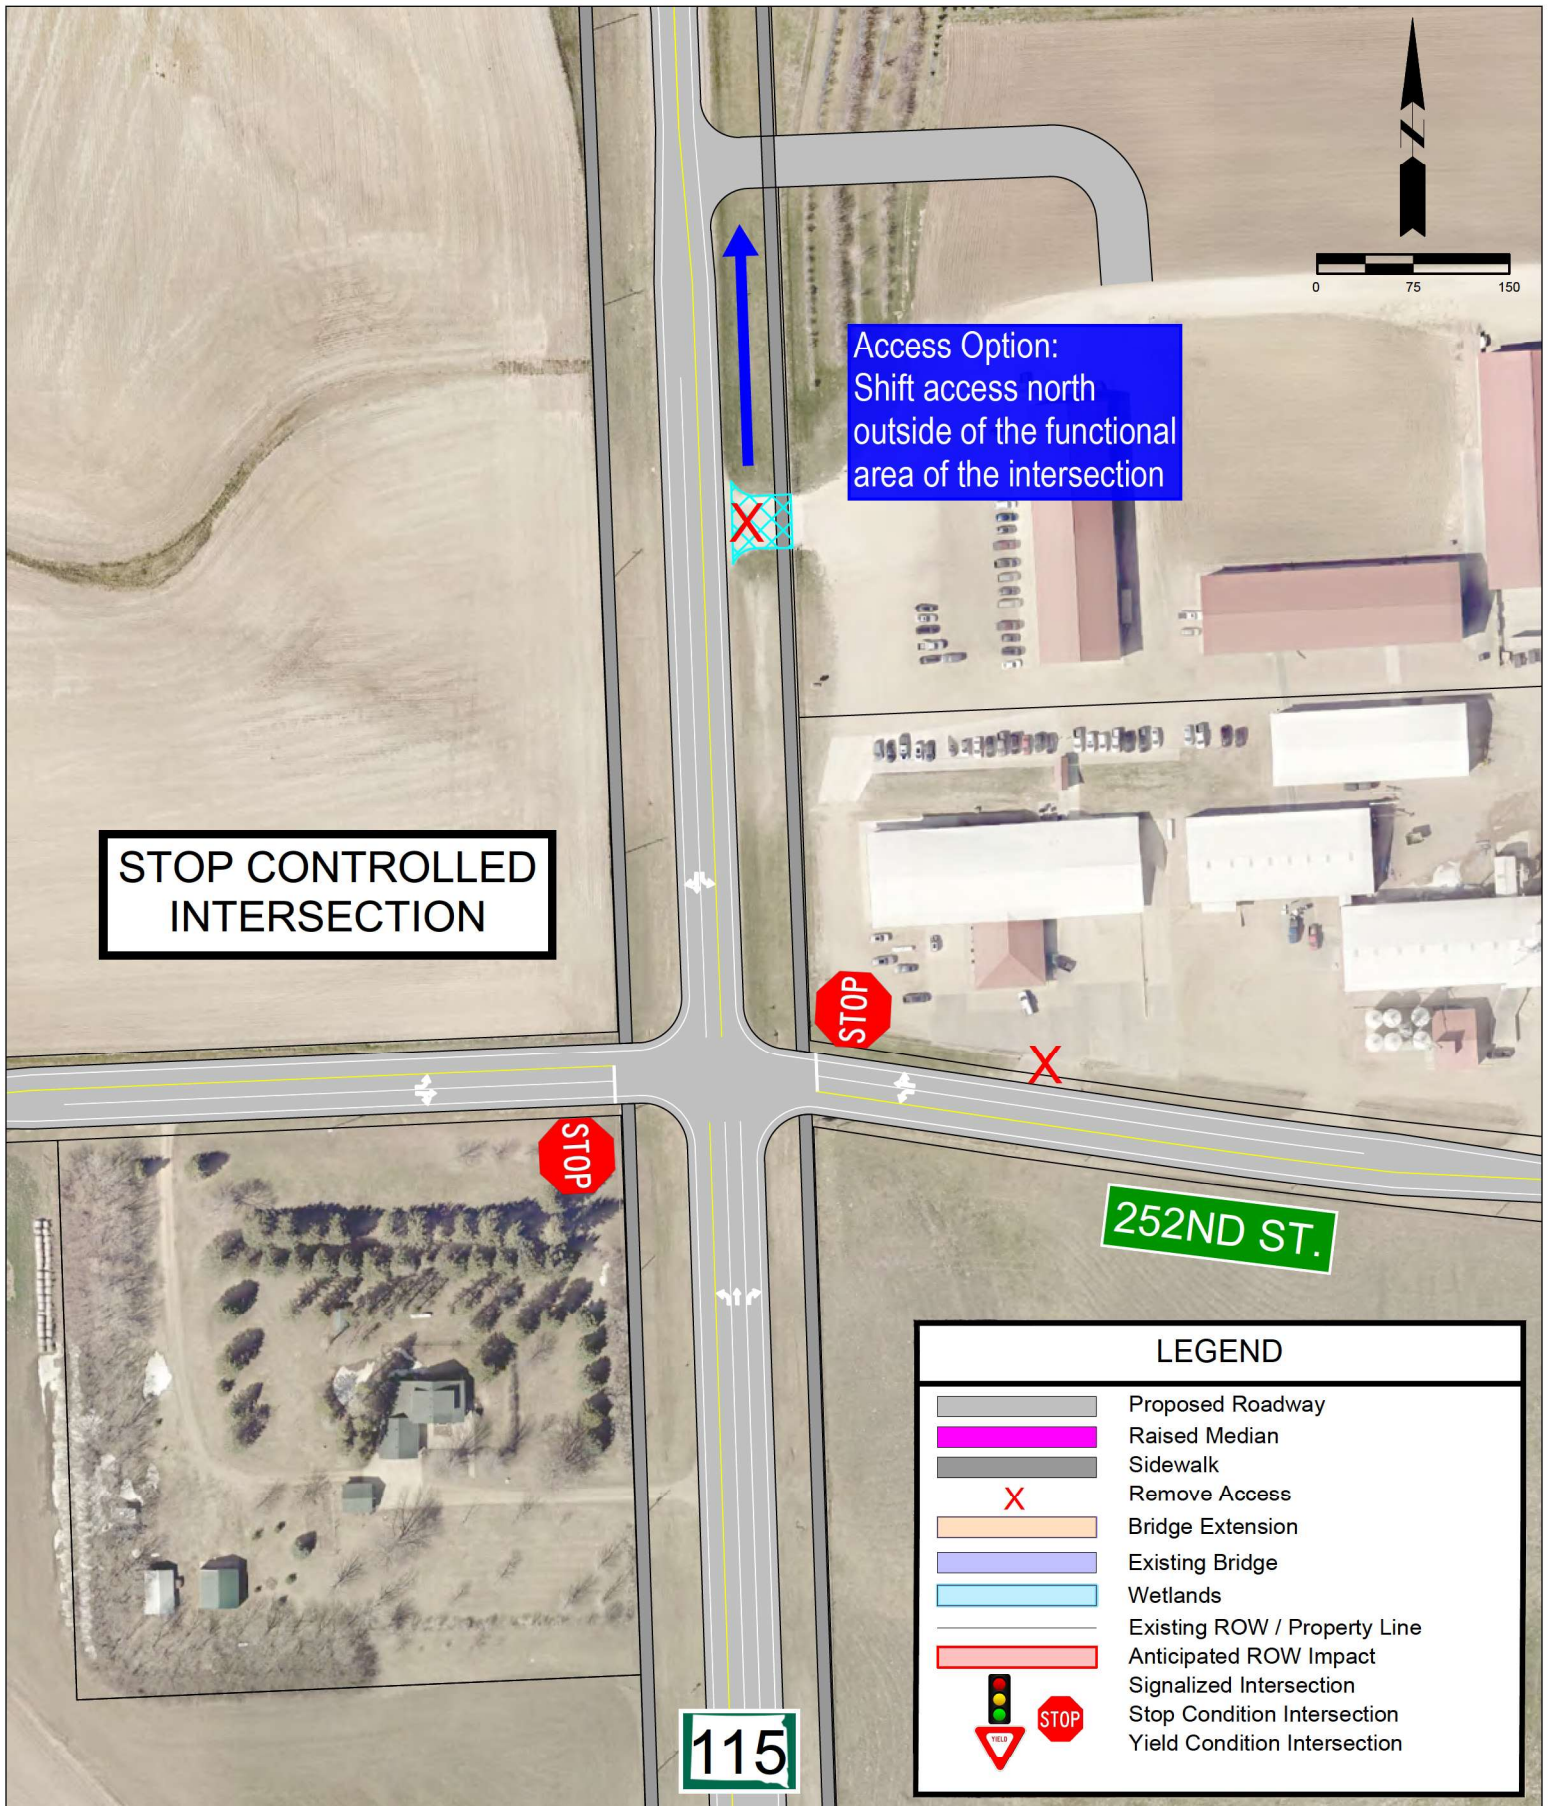 N
0 75 150
Access Option:
Shift access north
outside of the functional
area of the intersection
X
STOP CONTROLLED
INTERSECTION
STOP
X
STOP
252ND ST.
LEGEND
Proposed Roadway
Raised Median
Sidewalk
X Remove Access
Bridge Extension
Existing Bridge
Wetlands
Existing ROW / Property Line
Anticipated ROW Impact
Signalized Intersection
STOP Stop Condition Intersection
YIELD Yield Condition Intersection
115